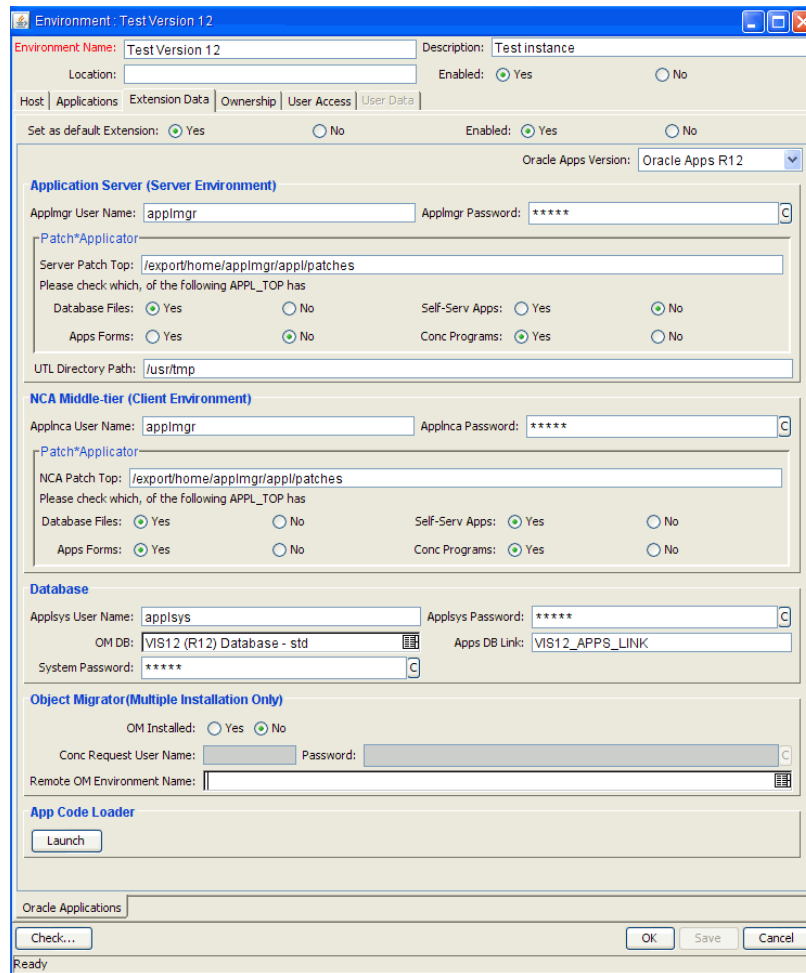 Environment : Test Version 12
Environment Name: Test Version 12 Description: Test instance
Location: Enabled: Yes No
Host Applications Extension Data Ownership User Access User Data
Set as default Extension: Yes No Enabled: Yes No
Oracle Apps Version: Oracle Apps R12
Application Server (Server Environment)
Applmgr User Name: applmgr Applmgr Password: ***** C
Patch*Applicator
Server Patch Top: /export/home/applmgr/appl/patches
Please check which, of the following APPL_TOP has
Database Files: Yes No Self-Serv Apps: Yes No
Apps Forms: Yes No Conc Programs: Yes No
UTL Directory Path: /usr/tmp
NCA Middle-tier (Client Environment)
Applnca User Name: applmgr Applnca Password: ***** C
Patch*Applicator
NCA Patch Top: /export/home/applmgr/appl/patches
Please check which, of the following APPL_TOP has
Database Files: Yes No Self-Serv Apps: Yes No
Apps Forms: Yes No Conc Programs: Yes No
Database
Applsys User Name: applsys Applsys Password: ***** C
OM DB: VIS12 (R12) Database - std Apps DB Link: VIS12_APPS_LINK
System Password: ***** C
Object Migrator(Multiple Installation Only)
OM Installed: Yes No
Conc Request User Name: Password: C
Remote OM Environment Name:
App Code Loader
Launch
Oracle Applications
Check... OK Save Cancel
Ready